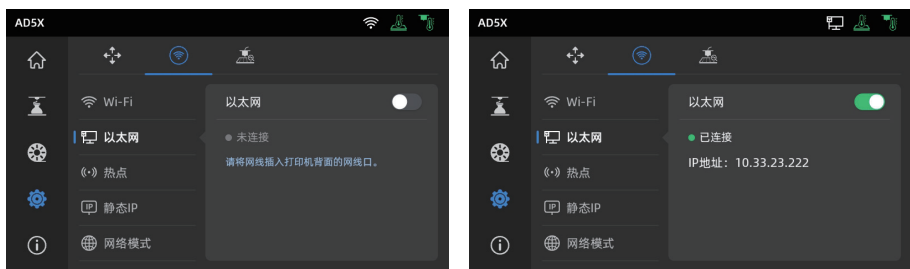 AD5X
Wi-Fi
以太网
热点
IP 静态IP
网络模式
以太网
未连接
请将网线插入打印机背面的网线口。
AD5X
Wi-Fi
以太网
热点
IP 静态IP
网络模式
以太网
已连接
IP地址：10.33.23.222